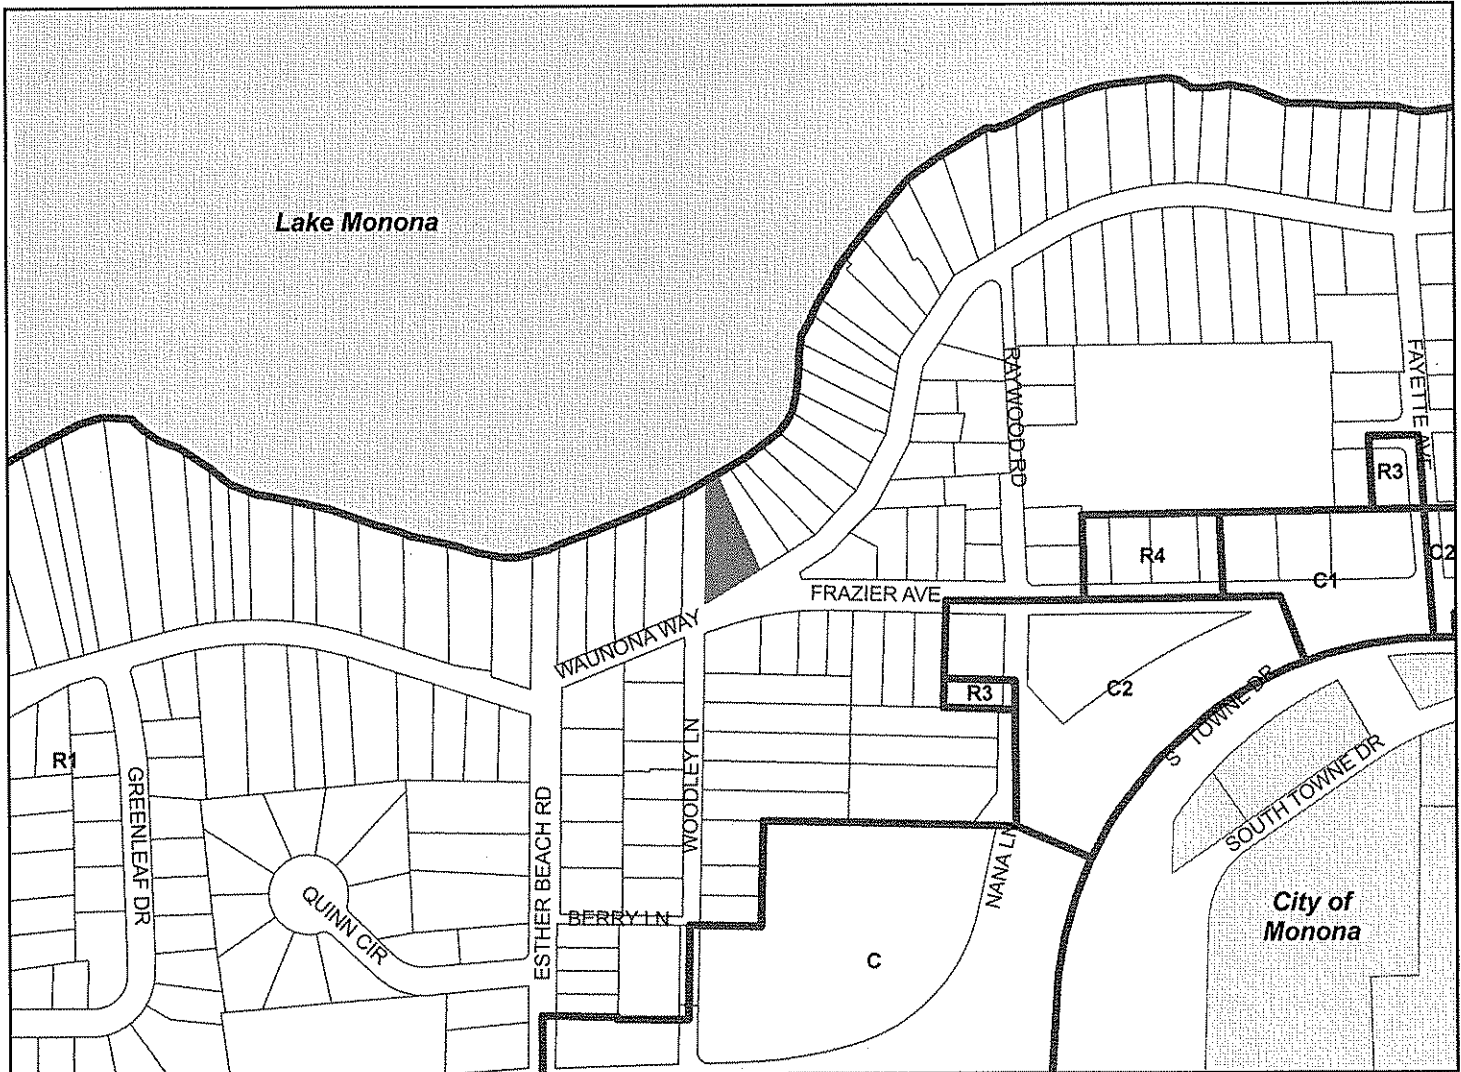 Lake Monona
RAYWOOD RD
FAYETTE AVE
R3
R4
C2
C1
FRAZIER AVE
WAUNONA WAY
R3
C2
S TOWNE DR
SOUTH TOWNE DR
R1
GREENLEAF DR
WOODLEY LN
ESTHER BEACH RD
QUINN CIR
BERRY LN
NANA LN
C
City of
Monona